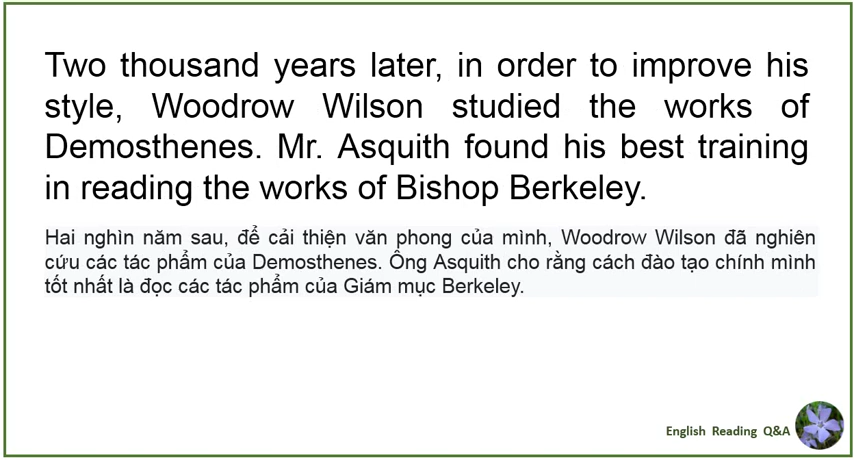 Two thousand years later, in order to improve his
style, Woodrow Wilson studied the works of
Demosthenes. Mr. Asquith found his best training
in reading the works of Bishop Berkeley.
Hai nghìn năm sau, để cải thiện văn phong của mình, Woodrow Wilson đã nghiên
cứu các tác phẩm của Demosthenes. Ông Asquith cho rằng cách đào tạo chính mình
tốt nhất là đọc các tác phẩm của Giám mục Berkeley.
English Reading Q&A